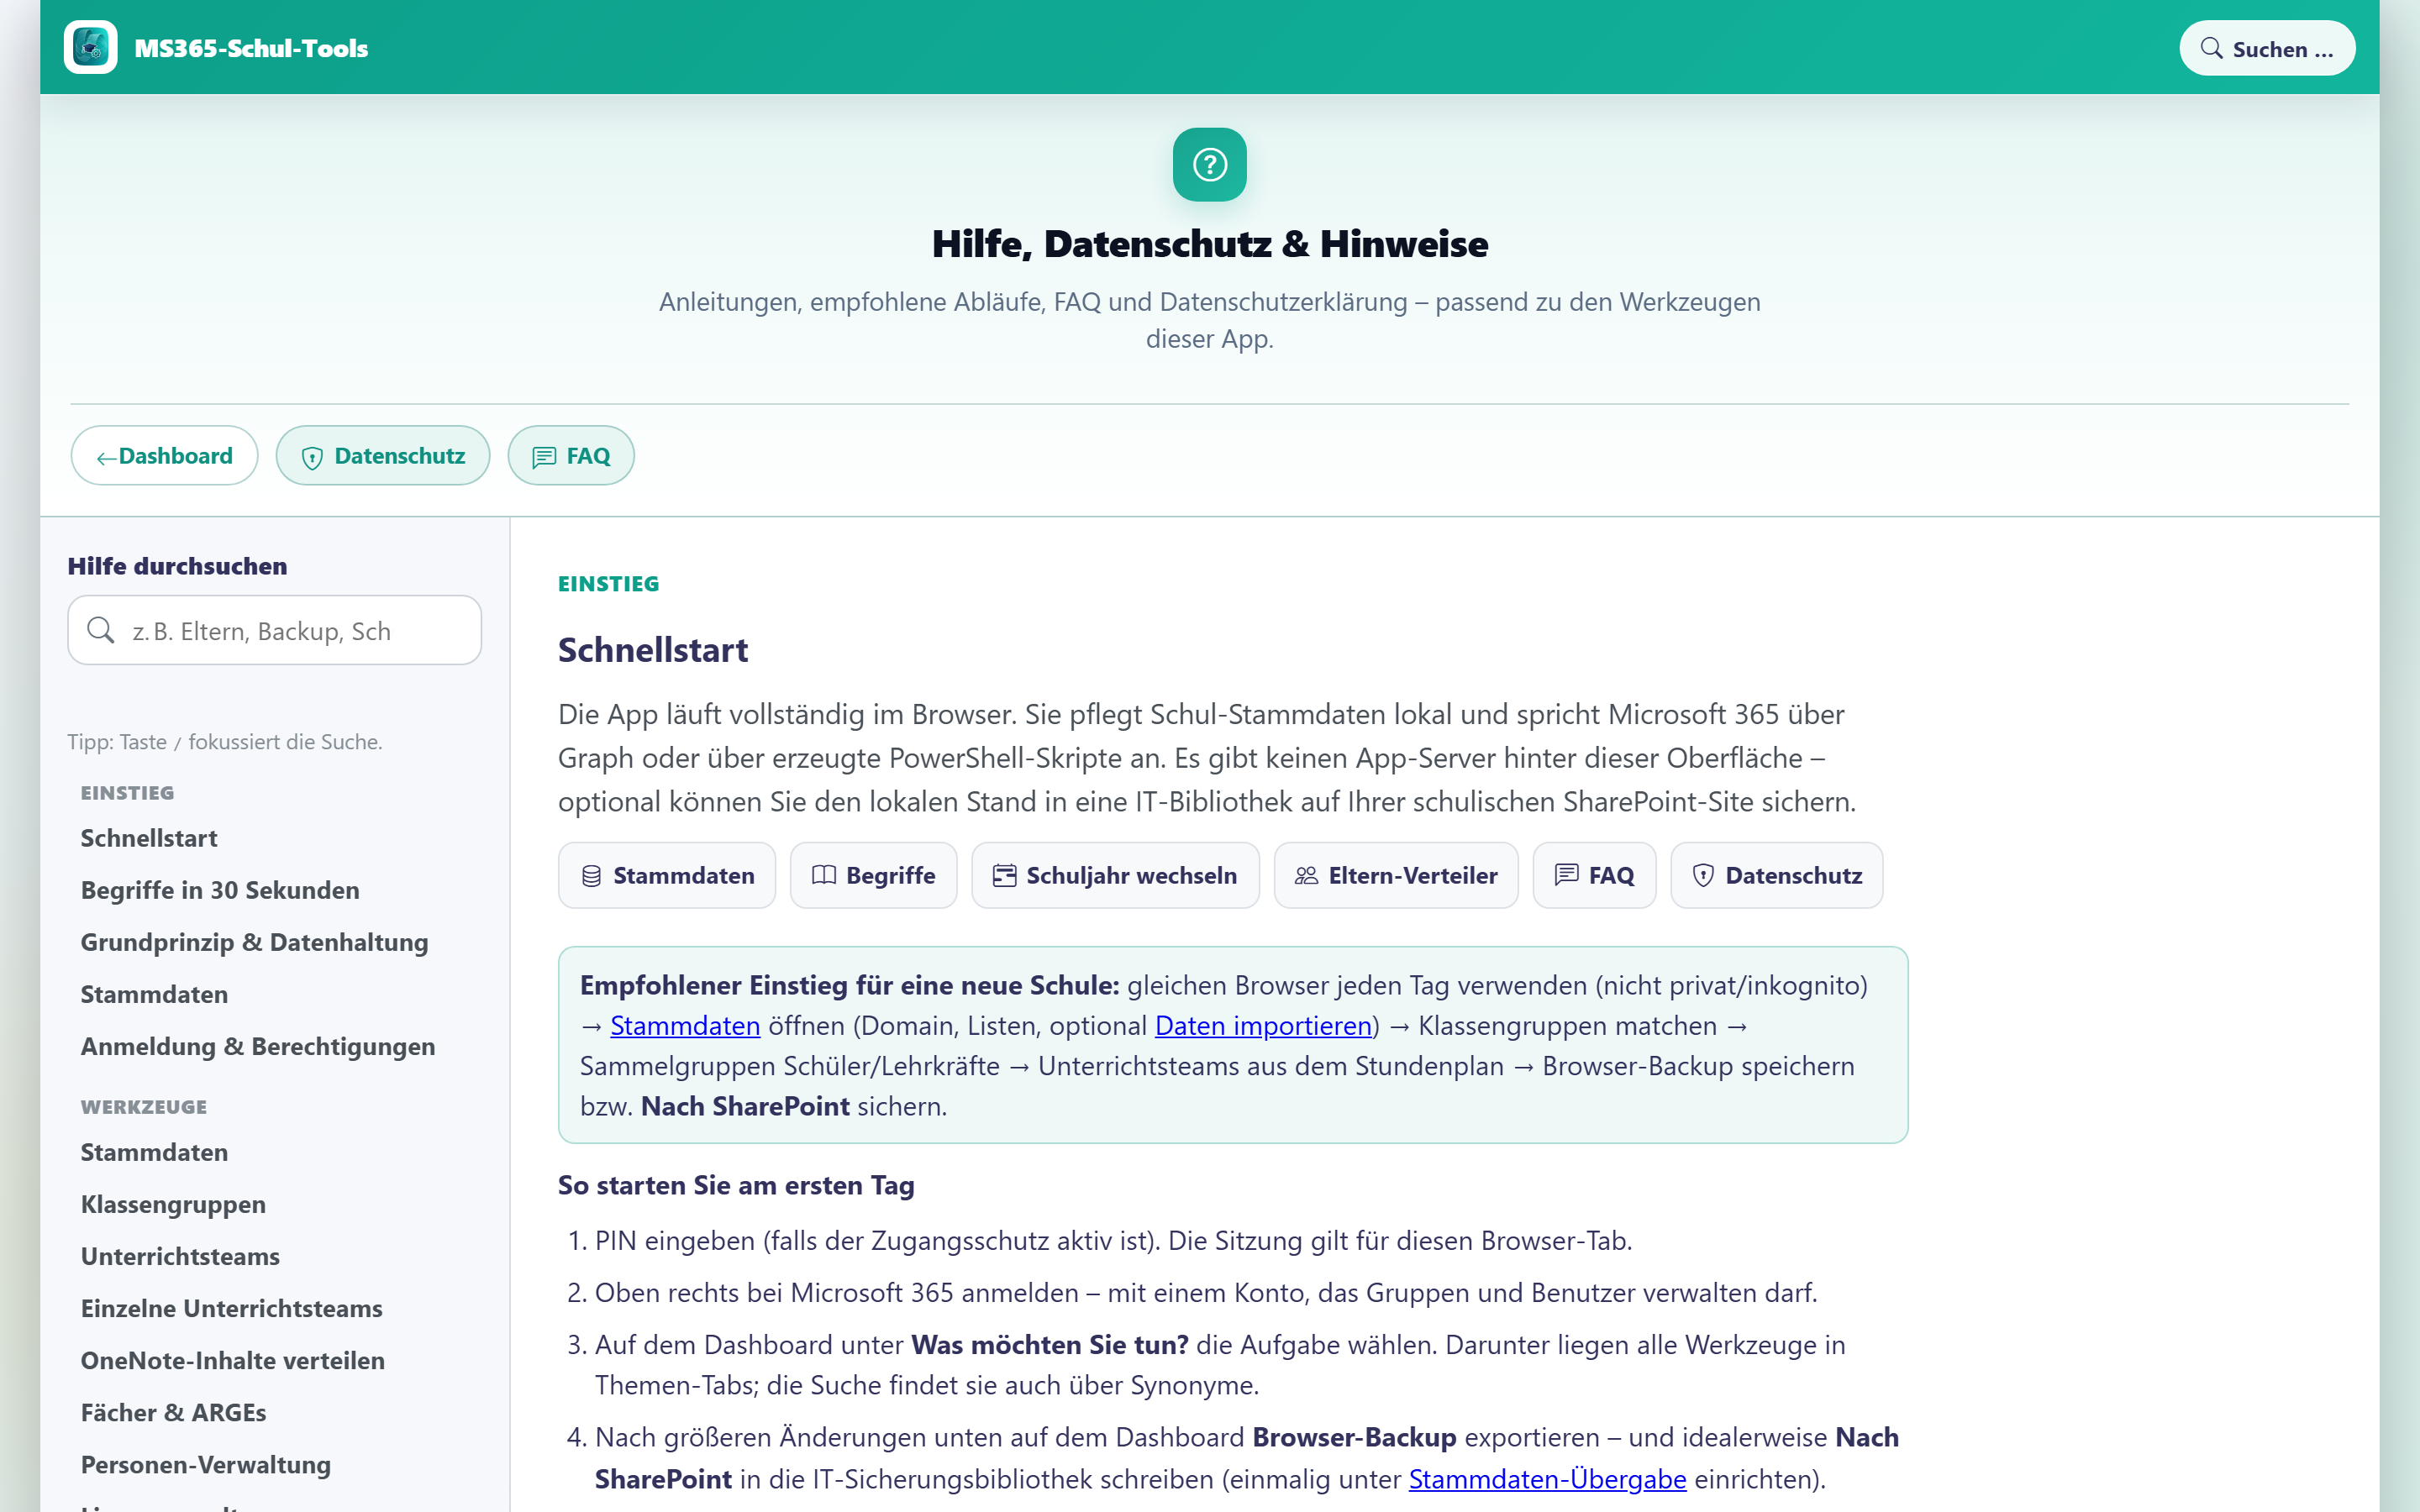 MS365-Schul-Tools
Suchen ...
Hilfe, Datenschutz & Hinweise
Anleitungen, empfohlene Abläufe, FAQ und Datenschutzerklärung – passend zu den Werkzeugen
dieser App.
←Dashboard
Datenschutz
FAQ
Hilfe durchsuchen
z. B. Eltern, Backup, Sch
Tipp: Taste / fokussiert die Suche.
EINSTIEG
Schnellstart
Begriffe in 30 Sekunden
Grundprinzip & Datenhaltung
Stammdaten
Anmeldung & Berechtigungen
WERKZEUGE
Stammdaten
Klassengruppen
Unterrichtsteams
Einzelne Unterrichtsteams
OneNote-Inhalte verteilen
Fächer & ARGEs
Personen-Verwaltung
EINSTIEG
Schnellstart
Die App läuft vollständig im Browser. Sie pflegt Schul-Stammdaten lokal und spricht Microsoft 365 über
Graph oder über erzeugte PowerShell-Skripte an. Es gibt keinen App-Server hinter dieser Oberfläche –
optional können Sie den lokalen Stand in eine IT-Bibliothek auf Ihrer schulischen SharePoint-Site sichern.
Stammdaten
Begriffe
Schuljahr wechseln
Eltern-Verteiler
FAQ
Datenschutz
Empfohlener Einstieg für eine neue Schule: gleichen Browser jeden Tag verwenden (nicht privat/inkognito)
→ Stammdaten öffnen (Domain, Listen, optional Daten importieren) → Klassengruppen matchen →
Sammelgruppen Schüler/Lehrkräfte → Unterrichtsteams aus dem Stundenplan → Browser-Backup speichern
bzw. Nach SharePoint sichern.
So starten Sie am ersten Tag
1. PIN eingeben (falls der Zugangsschutz aktiv ist). Die Sitzung gilt für diesen Browser-Tab.
2. Oben rechts bei Microsoft 365 anmelden – mit einem Konto, das Gruppen und Benutzer verwalten darf.
3. Auf dem Dashboard unter Was möchten Sie tun? die Aufgabe wählen. Darunter liegen alle Werkzeuge in
Themen-Tabs; die Suche findet sie auch über Synonyme.
4. Nach größeren Änderungen unten auf dem Dashboard Browser-Backup exportieren – und idealerweise Nach
SharePoint in die IT-Sicherungsbibliothek schreiben (einmalig unter Stammdaten-Übergabe einrichten).